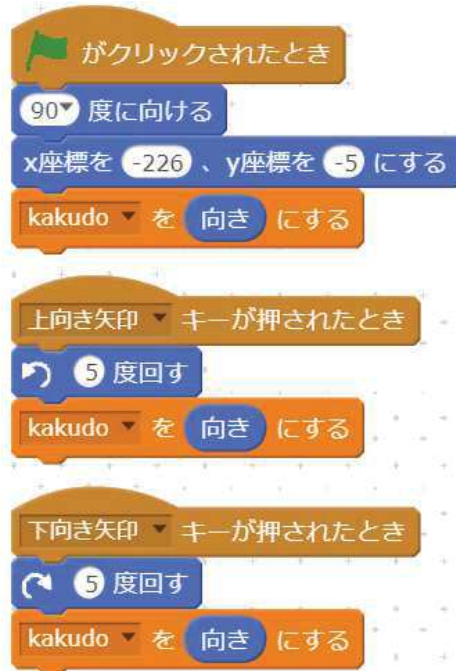 がクリックされたとき
90 度に向ける
x座標を -226 、y座標を -5 にする
kakudo を 向き にする
上向き矢印 キーが押されたとき
5 度回す
kakudo を 向き にする
下向き矢印 キーが押されたとき
5 度回す
kakudo を 向き にする